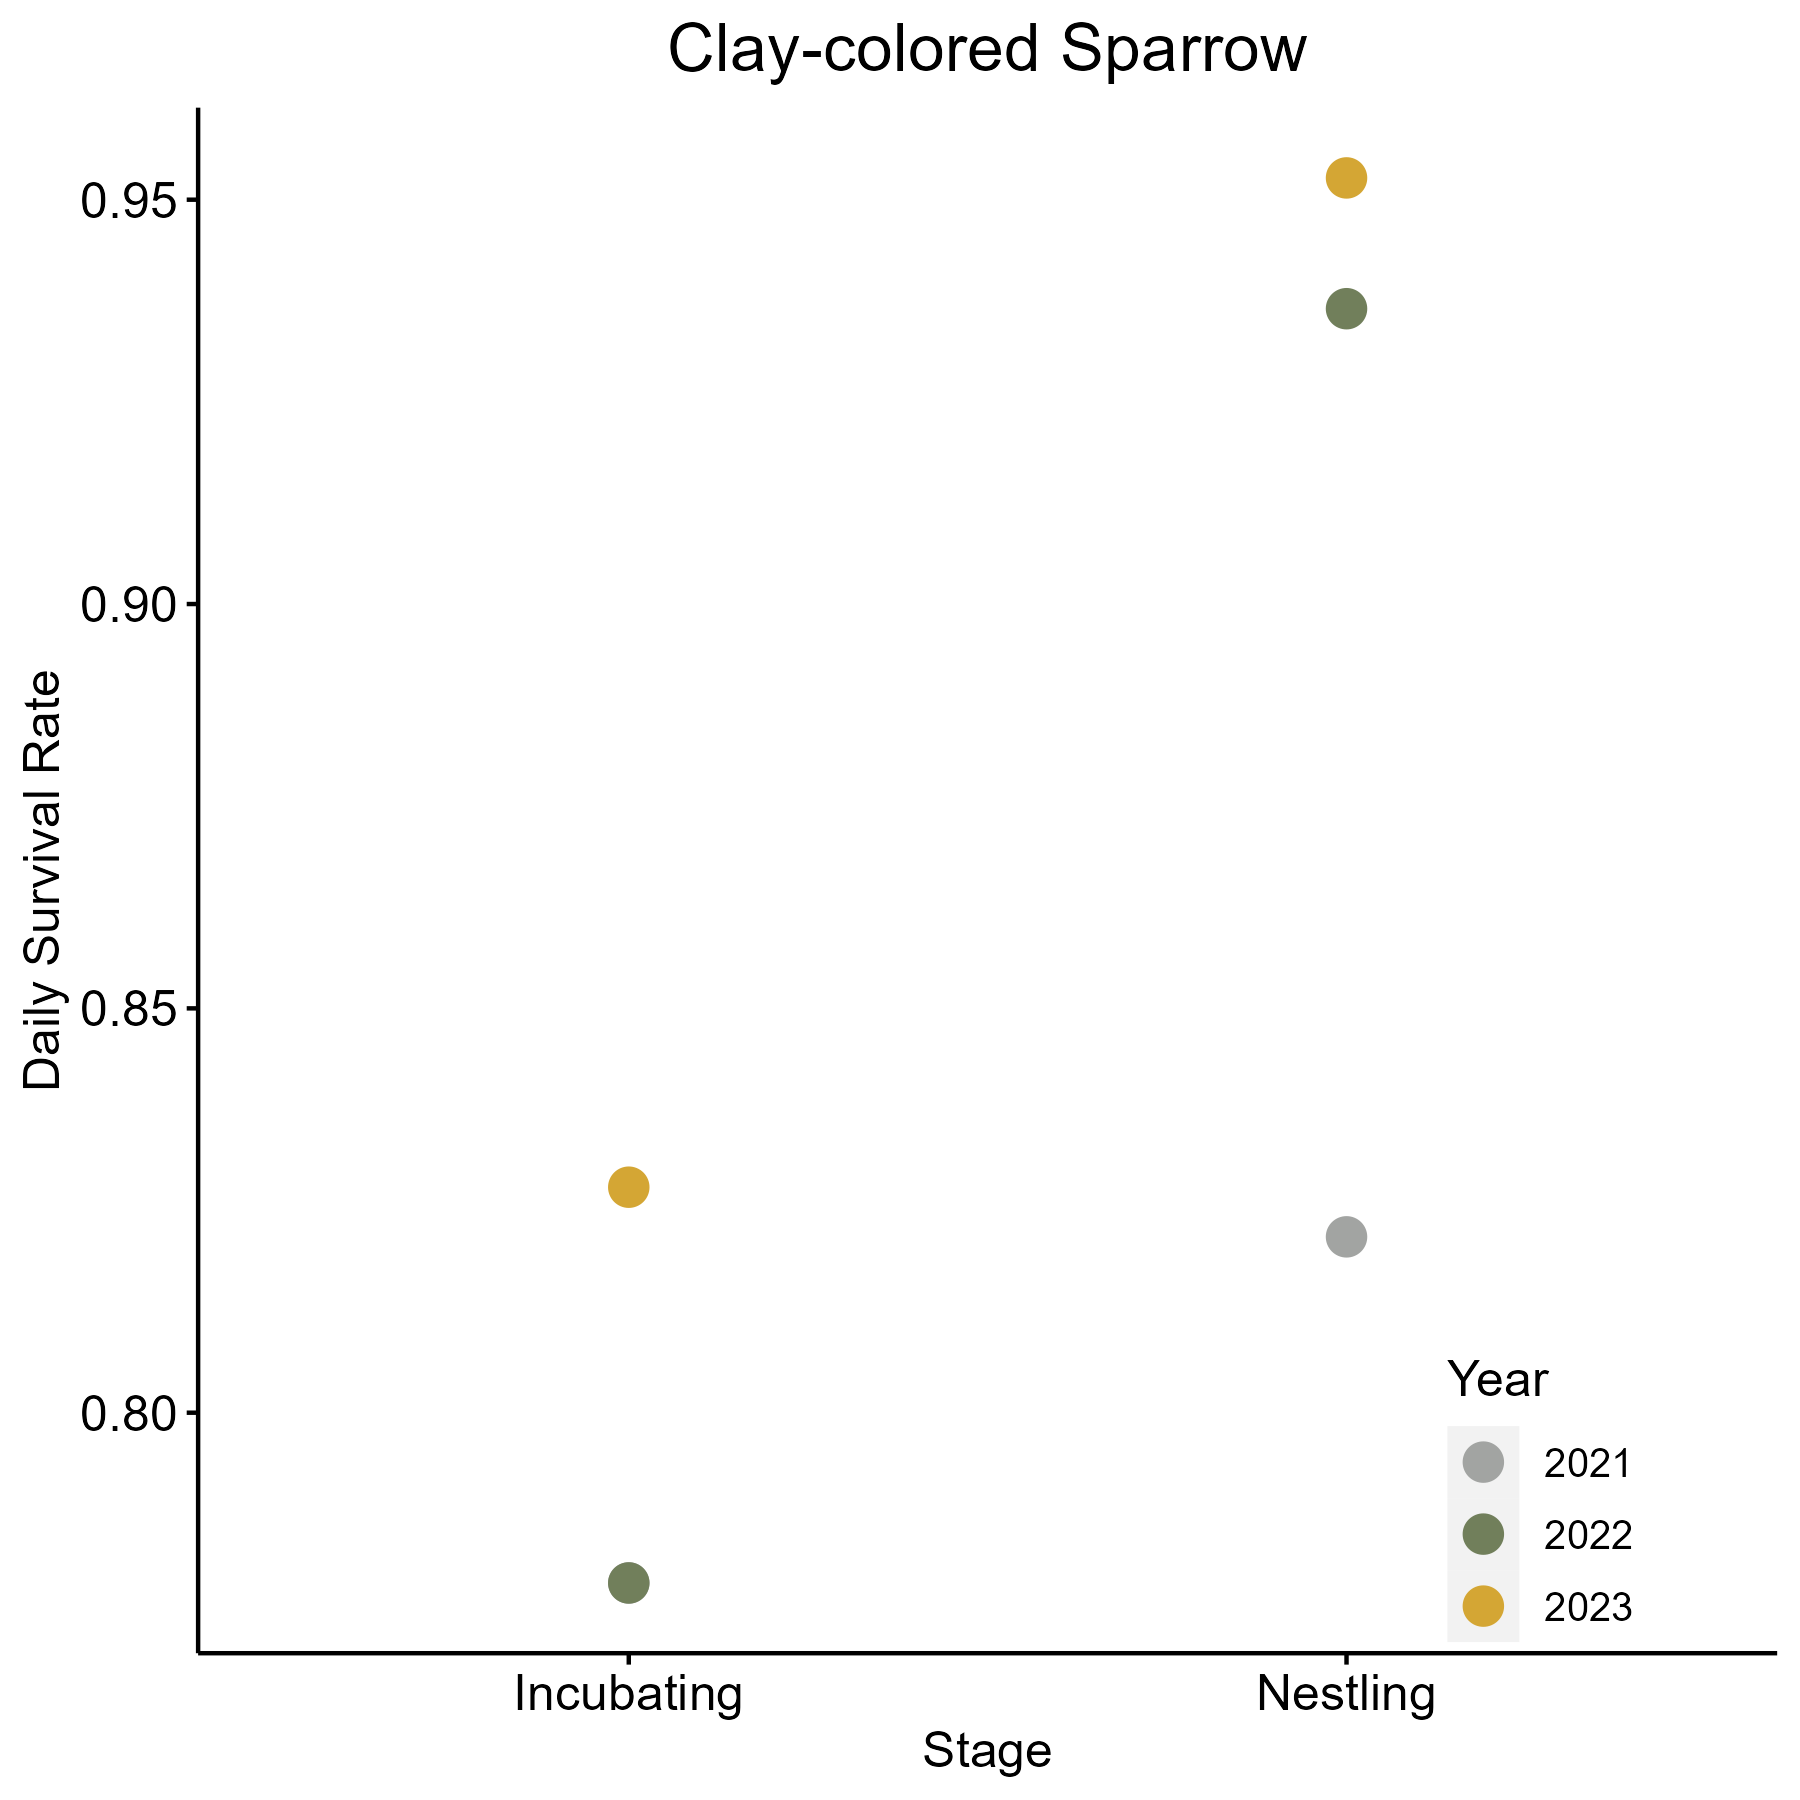 Clay-colored Sparrow
Daily Survival Rate
0.95
0.90
0.85
0.80
Year
2021
2022
2023
Incubating
Nestling
Stage